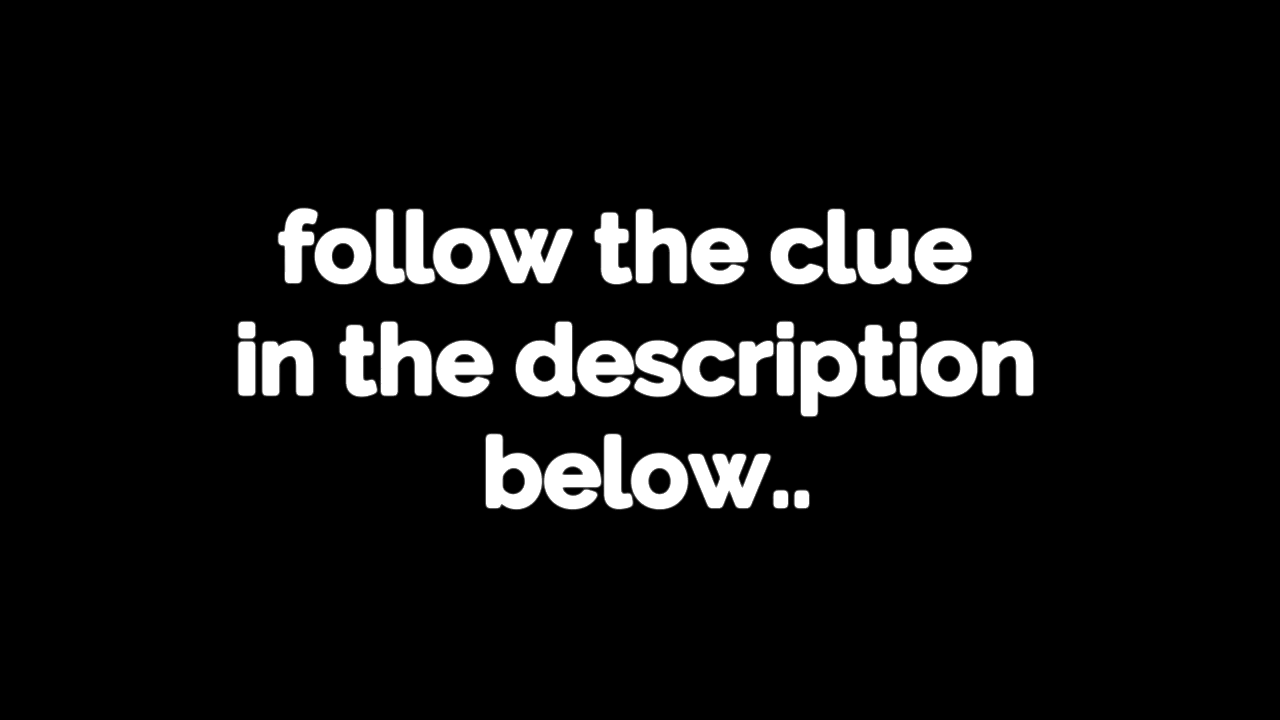 follow the clue
in the description
below..